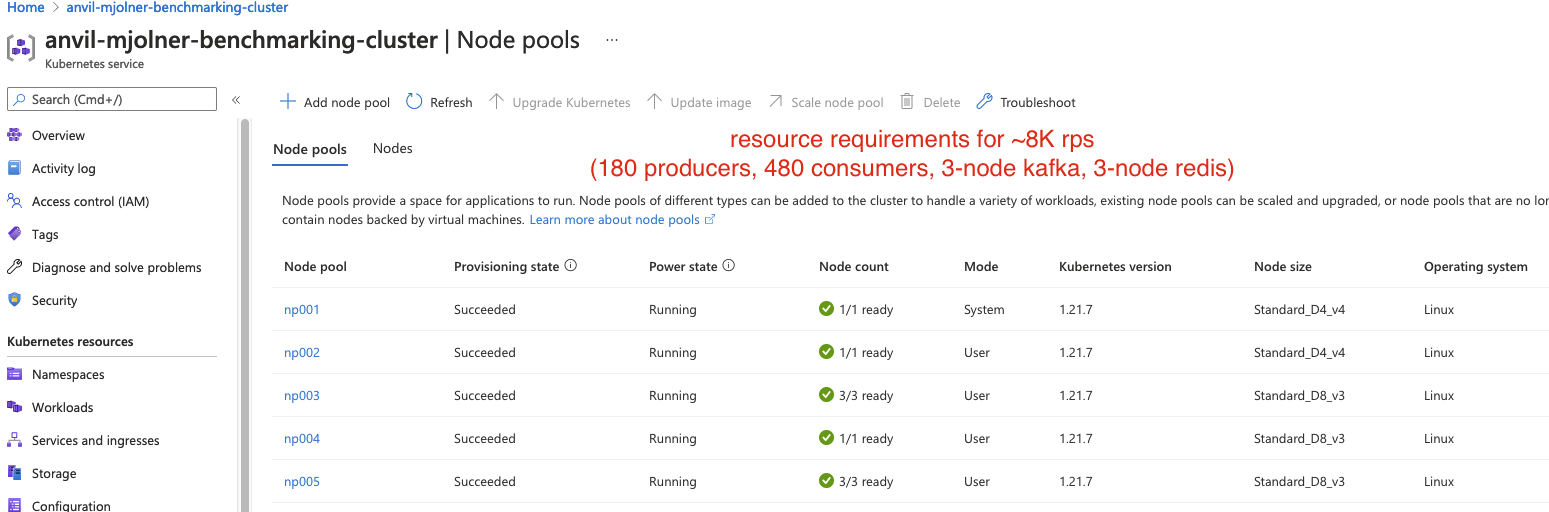 Home > anvil-mjolner-benchmarking-cluster
anvil-mjolner-benchmarking-cluster | Node pools ...
Kubernetes service
Search (Cmd+/)
«
Add node pool
Refresh
Upgrade Kubernetes
Update image
Scale node pool
Delete
Troubleshoot
Overview
Activity log
Access control (IAM)
Tags
Diagnose and solve problems
Security
Kubernetes resources
Namespaces
Workloads
Services and ingresses
Storage
Configuration
Node pools Nodes
resource requirements for ~8K rps
(180 producers, 480 consumers, 3-node kafka, 3-node redis)
Node pools provide a space for applications to run. Node pools of different types can be added to the cluster to handle a variety of workloads, existing node pools can be scaled and upgraded, or node pools that are no lon
contain nodes backed by virtual machines. Learn more about node pools
Node pool Provisioning state Power state Node count Mode Kubernetes version Node size Operating system
np001 Succeeded Running 1/1 ready System 1.21.7 Standard_D4_v4 Linux
np002 Succeeded Running 1/1 ready User 1.21.7 Standard_D4_v4 Linux
np003 Succeeded Running 3/3 ready User 1.21.7 Standard_D8_v3 Linux
np004 Succeeded Running 1/1 ready User 1.21.7 Standard_D8_v3 Linux
np005 Succeeded Running 3/3 ready User 1.21.7 Standard_D8_v3 Linux